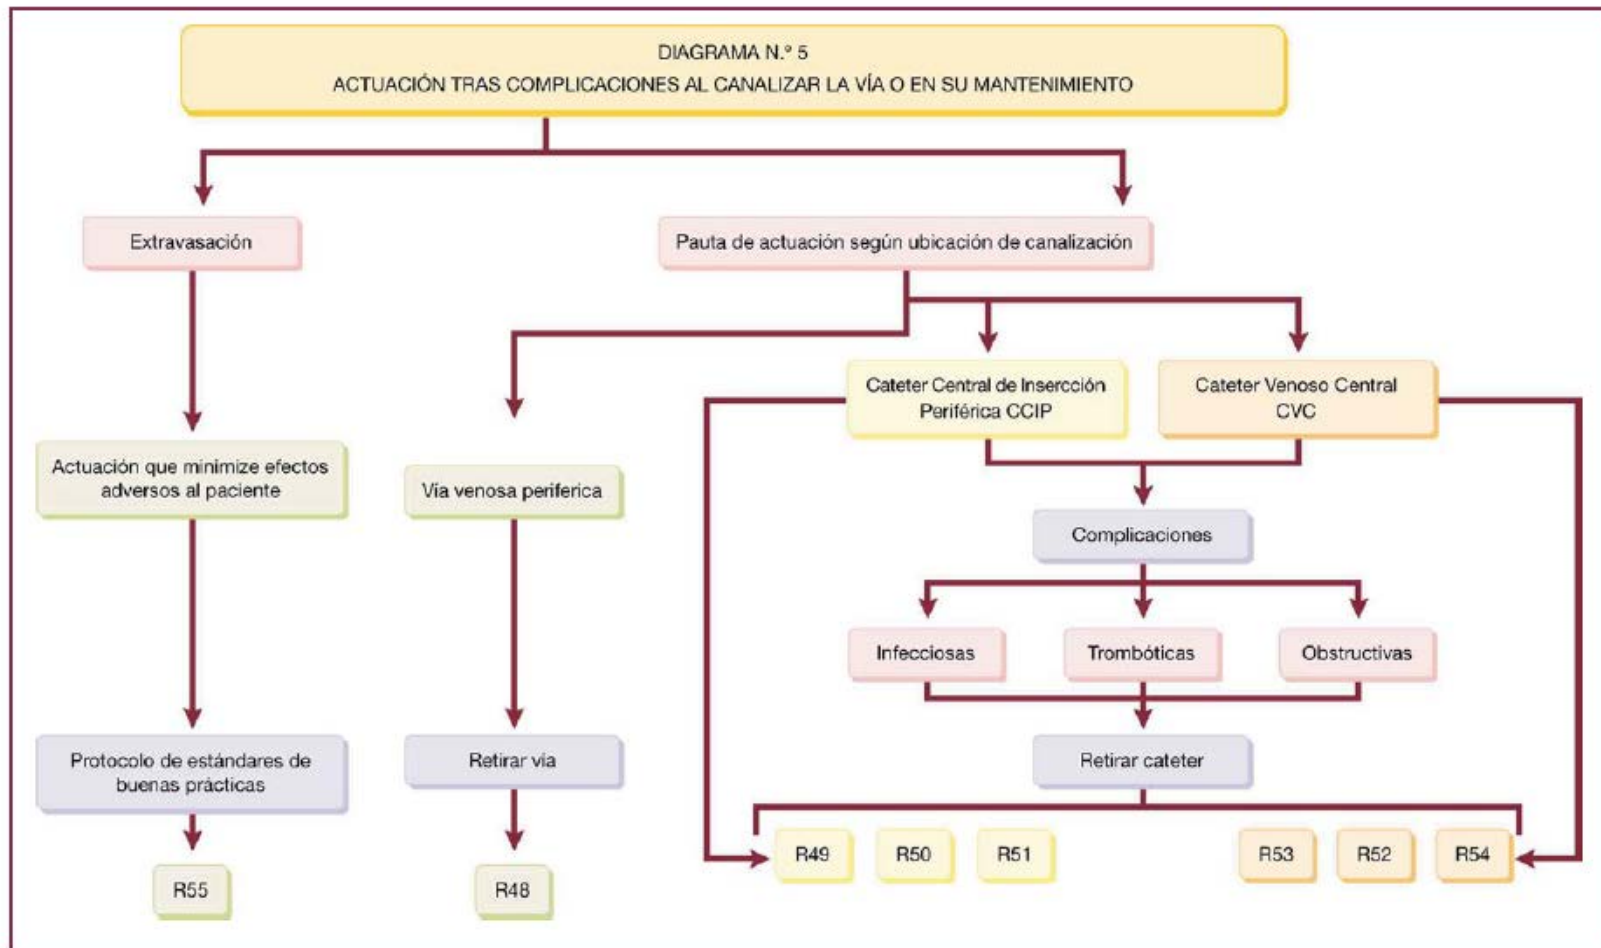 DIAGRAMA N.º 5
ACTUACIÓN TRAS COMPLICACIONES AL CANALIZAR LA VÍA O EN SU MANTENIMIENTO
Extravasación
Pauta de actuación según ubicación de canalización
Cateter Central de Insercción
Periférica CCIP
Cateter Venoso Central
CVC
Actuación que minimize efectos
adversos al paciente
Vía venosa periferica
Complicaciones
Infecciosas
Trombóticas
Obstructivas
Protocolo de estándares de
buenas prácticas
Retirar vía
Retirar cateter
R49
R50
R51
R53
R52
R54
R55
R48